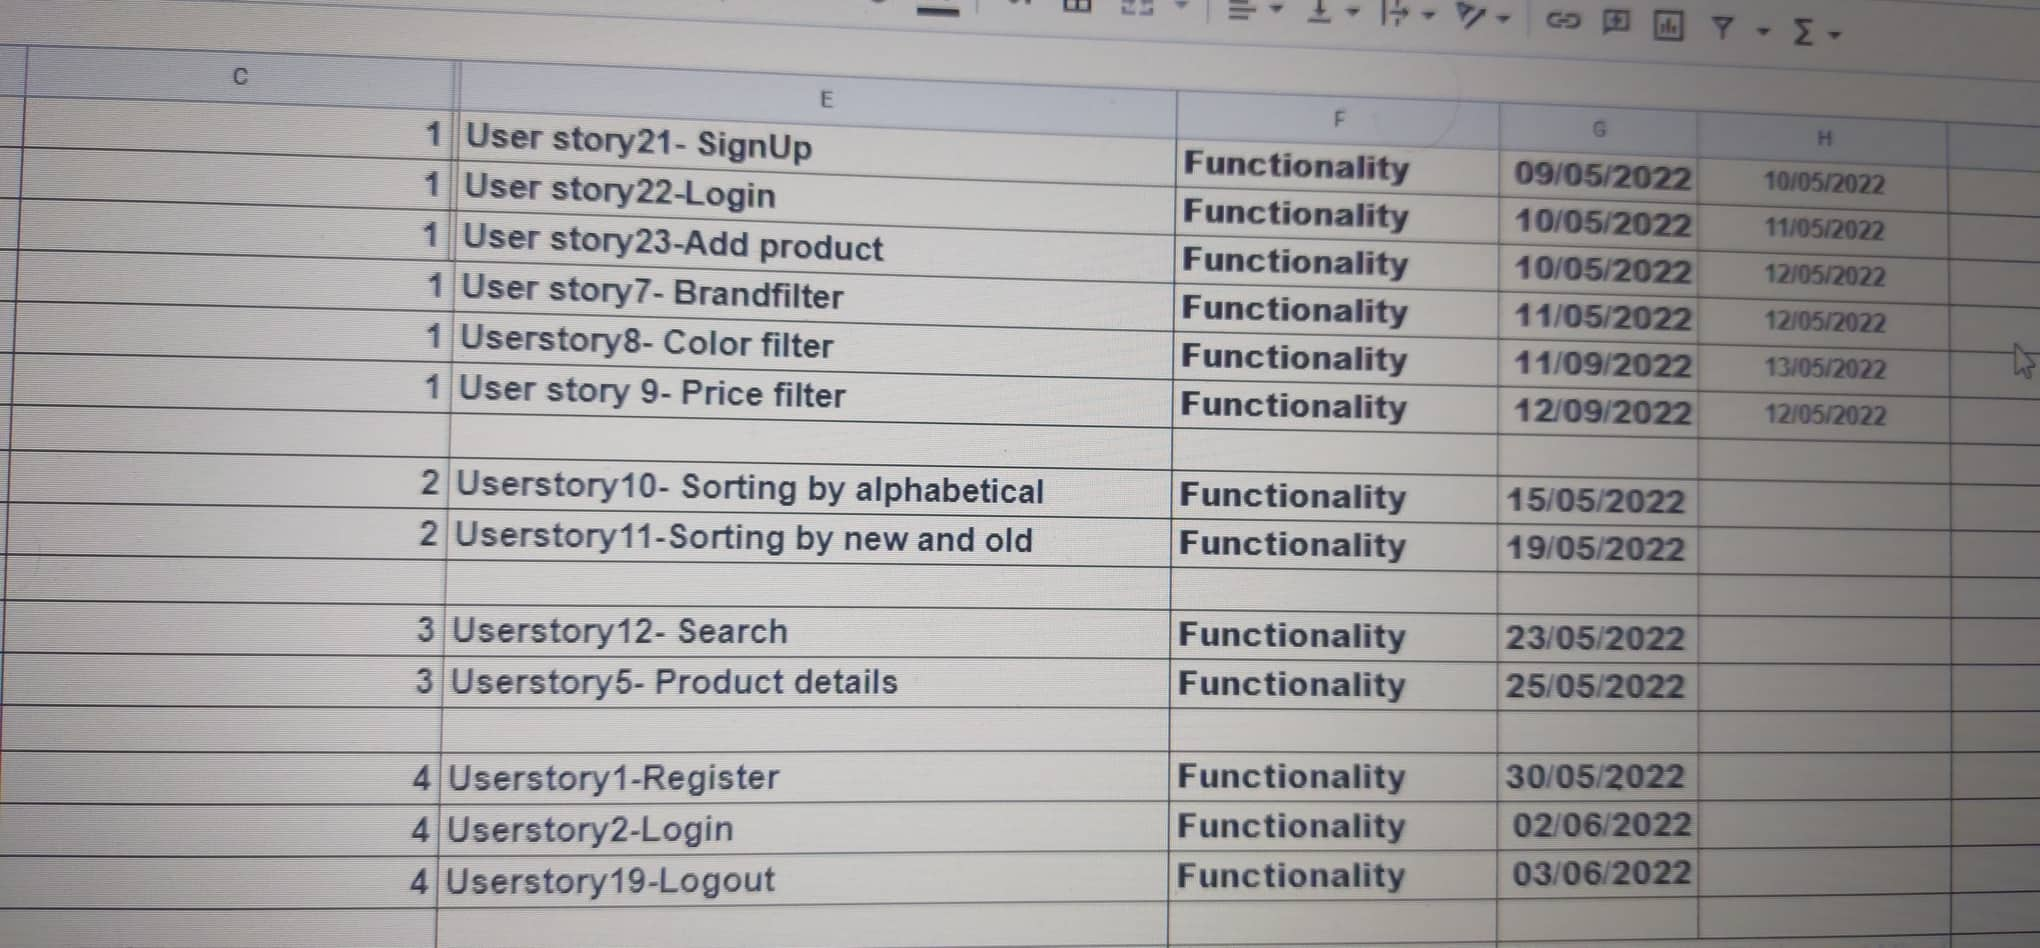 C E F G H
1 User story21- SignUp Functionality 09/05/2022 10/05/2022
1 User story22-Login Functionality 10/05/2022 11/05/2022
1 User story23-Add product Functionality 10/05/2022 12/05/2022
1 User story7- Brandfilter Functionality 11/05/2022 12/05/2022
1 Userstory8- Color filter Functionality 11/09/2022 13/05/2022
1 User story 9- Price filter Functionality 12/09/2022 12/05/2022
2 Userstory10- Sorting by alphabetical Functionality 15/05/2022
2 Userstory11-Sorting by new and old Functionality 19/05/2022
3 Userstory12- Search Functionality 23/05/2022
3 Userstory5- Product details Functionality 25/05/2022
4 Userstory1-Register Functionality 30/05/2022
4 Userstory2-Login Functionality 02/06/2022
4 Userstory19-Logout Functionality 03/06/2022